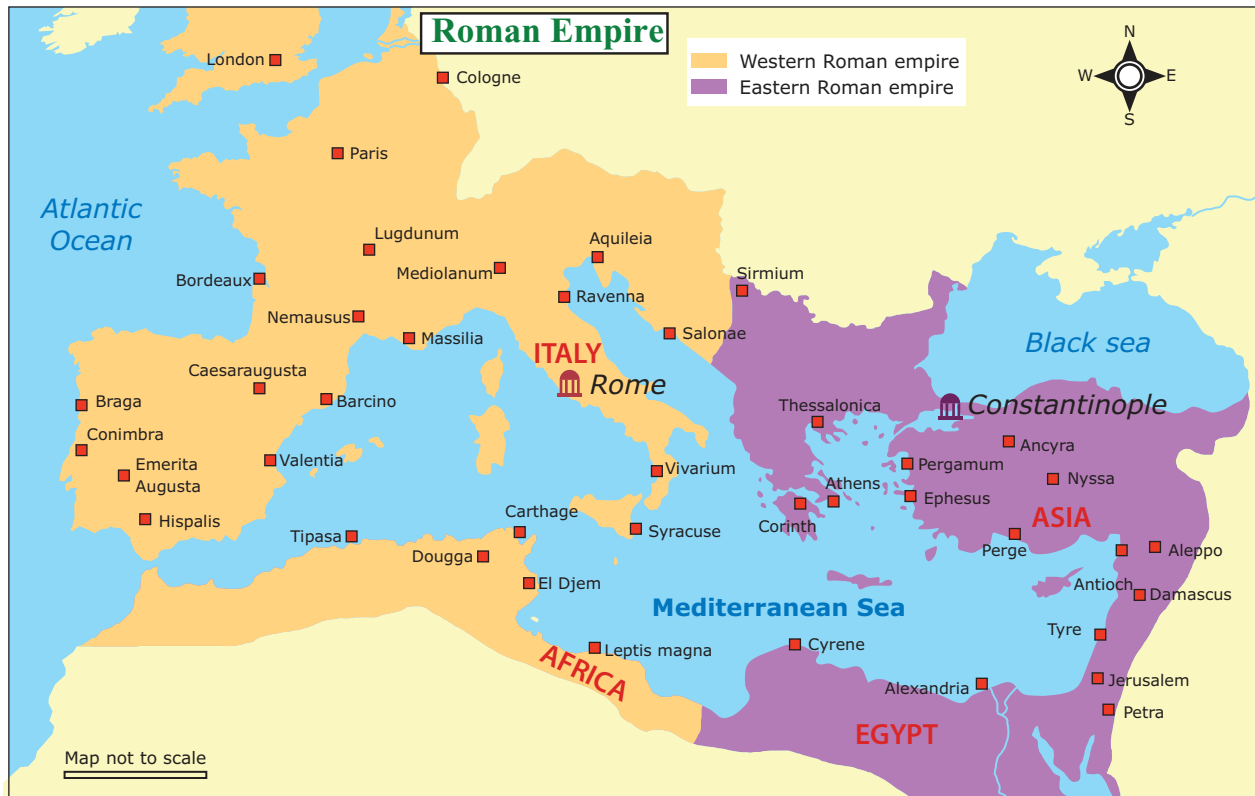 Roman Empire
Western Roman empire
Eastern Roman empire
N
W
E
S
London
Cologne
Paris
Atlantic
Ocean
Lugdunum
Aquileia
Mediolanum
Bordeaux
Sirmium
Ravenna
Nemausus
Massilia
Salonae
Black sea
ITALY
Rome
Caesaraugusta
Barcino
Braga
Thessalonica
Constantinople
Conimbra
Ancyra
Emerita
Augusta
Valentia
Vivarium
Pergamum
Nyssa
Athens
Ephesus
Hispalis
Carthage
Syracuse
Corinth
ASIA
Tipasa
Dougga
Perge
Aleppo
El Djem
Antioch
Damascus
Mediterranean Sea
Tyre
Leptis magna
Cyrene
AFRICA
Alexandria
Jerusalem
Petra
EGYPT
Map not to scale